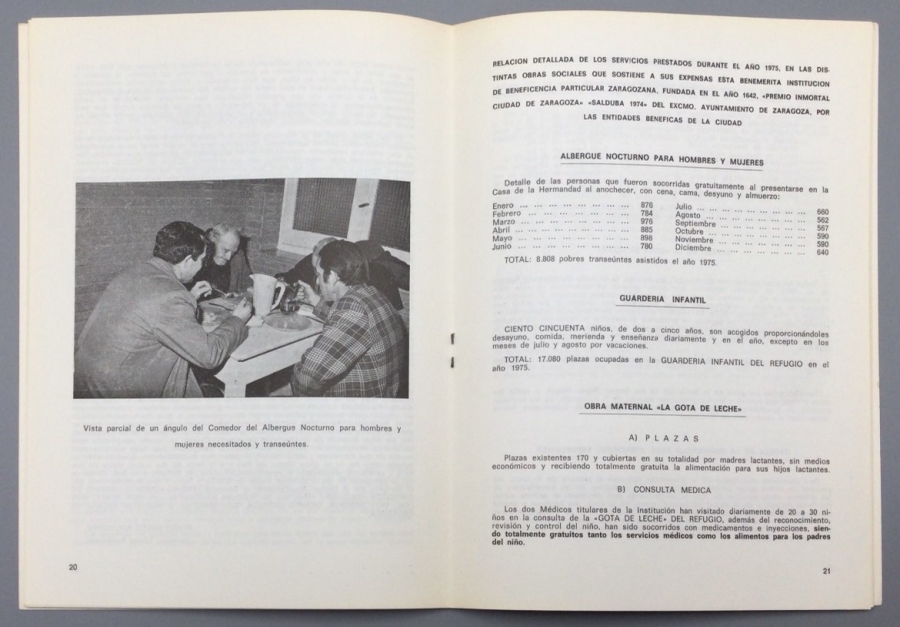 Vista parcial de un ángulo del Comedor del Albergue Nocturno para hombres y
mujeres necesitados y transeúntes.
20
RELACION DETALLADA DE LOS SERVICIOS PRESTADOS DURANTE EL AÑO 1975, EN LAS DIS-
TINTAS OBRAS SOCIALES QUE SOSTIENE A SUS EXPENSAS ESTA BENEMERITA INSTITUCION
DE BENEFICENCIA PARTICULAR ZARAGOZANA, FUNDADA EN EL AÑO 1642, «PREMIO INMORTAL
CIUDAD DE ZARAGOZA» «SALDUBA 1974» DEL EXCMO. AYUNTAMIENTO DE ZARAGOZA, POR
LAS ENTIDADES BENEFICAS DE LA CIUDAD
ALBERGUE NOCTURNO PARA HOMBRES Y MUJERES
Detalle de las personas que fueron socorridas gratuitamente al presentarse en la
Casa de la Hermandad al anochecer, con cena, cama, desyuno y almuerzo:
Enero ... ... ... ... ... ... ... ... ... 876
Febrero ... ... ... ... ... ... ... ... 784
Marzo ... ... ... ... ... ... ... ... ... 976
Abril ... ... ... ... ... ... ... ... ... 885
Mayo ... ... ... ... ... ... ... ... ... 898
Junio ... ... ... ... ... ... ... ... ... 780
Julio ... ... ... ... ... ... ... ... ... 660
Agosto ... ... ... ... ... ... ... ... 562
Septiembre ... ... ... ... ... ... ... 567
Octubre ... ... ... ... ... ... ... ... 590
Noviembre ... ... ... ... ... ... ... 590
Diciembre ... ... ... ... ... ... ... 640
TOTAL: 8.808 pobres transeúntes asistidos el año 1975.
GUARDERIA INFANTIL
CIENTO CINCUENTA niños, de dos a cinco años, son acogidos proporcionándoles
desayuno, comida, merienda y enseñanza diariamente y en el año, excepto en los
meses de julio y agosto por vacaciones.
TOTAL: 17.080 plazas ocupadas en la GUARDERIA INFANTIL DEL REFUGIO en el
año 1975.
OBRA MATERNAL «LA GOTA DE LECHE»
A) PLAZAS
Plazas existentes 170 y cubiertas en su totalidad por madres lactantes, sin medios
económicos y recibiendo totalmente gratuita la alimentación para sus hijos lactantes.
B) CONSULTA MEDICA
Los dos Médicos titulares de la Institución han visitado diariamente de 20 a 30 ni-
ños en la consulta de la «GOTA DE LECHE» DEL REFUGIO, además del reconocimiento,
revisión y control del niño, han sido socorridos con medicamentos e inyecciones, sien-
do totalmente gratuitos tanto los servicios médicos como los alimentos para los padres
del niño.
21